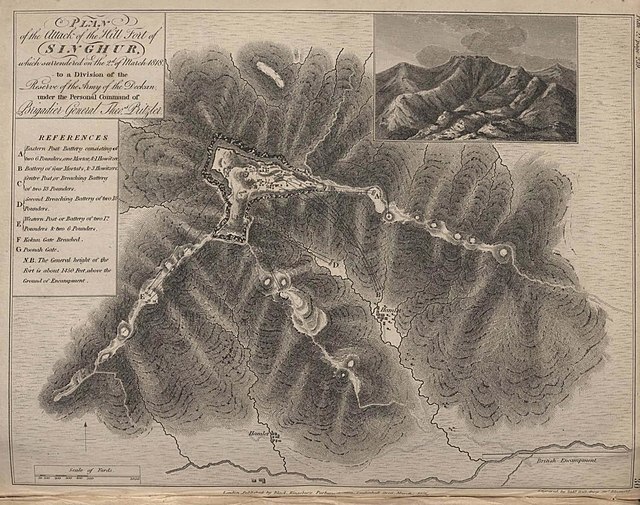 PLAN
of the Attack of the Hill Fort of
SINGHUR,
which surrendered on the 2d. of March 1818,
to a Division of the
Reserve of the Army of the Deckan,
under the Personal Command of
Brigadier General Theos. Pritzler
REFERENCES
A Eastern Post Battery consisting of
two 6 Pounders, one Mortar, & 1 Howitzer
B Battery of four Mortars, & 3 Howitzers
C Centre Post, or Breaching Battery
of two 18 Pounders.
D Second Breaching Battery of two 18
Pounders.
E Western Post or Battery of two 12
Pounders & two 6 Pounders.
F Kokun Gate Breached.
G Poonah Gate.
N.B. The General height of the
Fort is about 1450 Feet above the
Ground of Encampment.
Hamlet
Hamlet
British Encampment
Scale of Yards.
London Published by Black, Kingsbury, Parbury
Engraved by